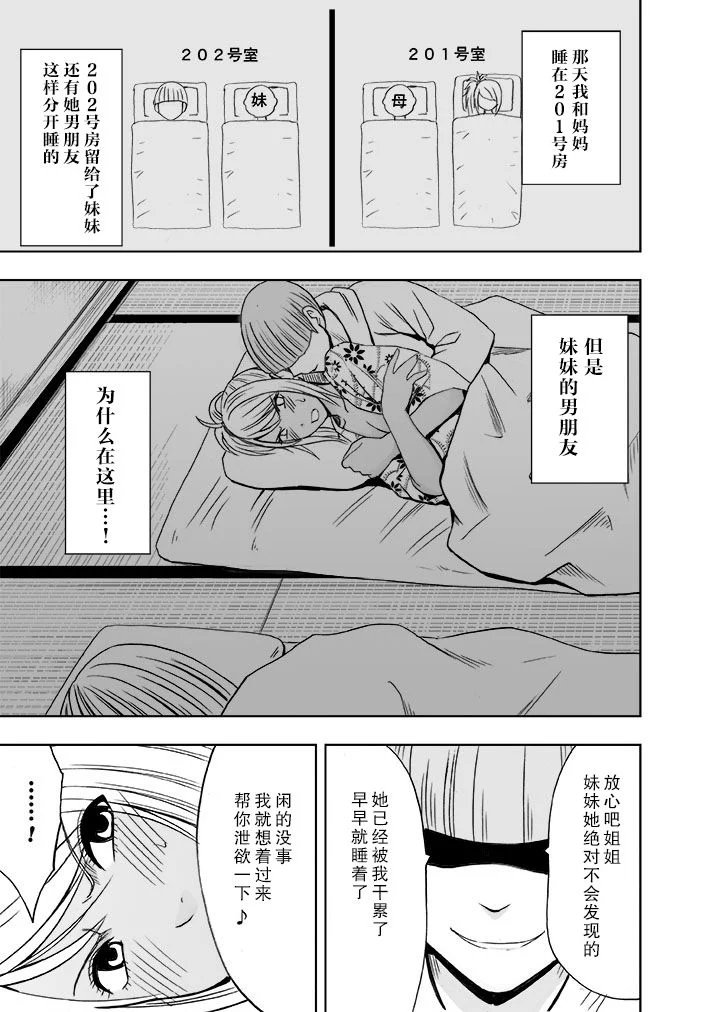 那天我和妈妈
睡在201号房
201号室
母
202号室
妹
202号房留给了妹妹
还有她男朋友
这样分开睡的
但是
妹妹的男朋友
为什么在这里…！
放心吧姐姐
妹妹她绝对不会发现的
她已经被我干累了
早早就睡着了
闲的没事
我就想着过来
帮你泄欲一下♪
……！